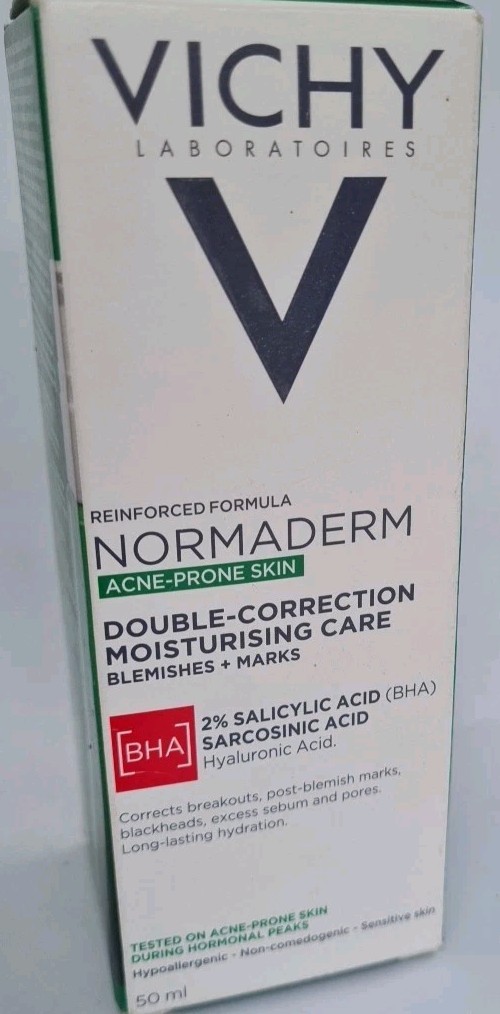 VICHY
LABORATOIRES
V
REINFORCED FORMULA
NORMADERM
ACNE-PRONE SKIN
DOUBLE-CORRECTION
MOISTURISING CARE
BLEMISHES + MARKS
[BHA]
2% SALICYLIC ACID (BHA)
SARCOSINIC ACID
Hyaluronic Acid.
Corrects breakouts, post-blemish marks,
blackheads, excess sebum and pores.
Long-lasting hydration.
TESTED ON ACNE-PRONE SKIN
DURING HORMONAL PEAKS
Hypoallergenic - Non-comedogenic - Sensitive skin
50 ml